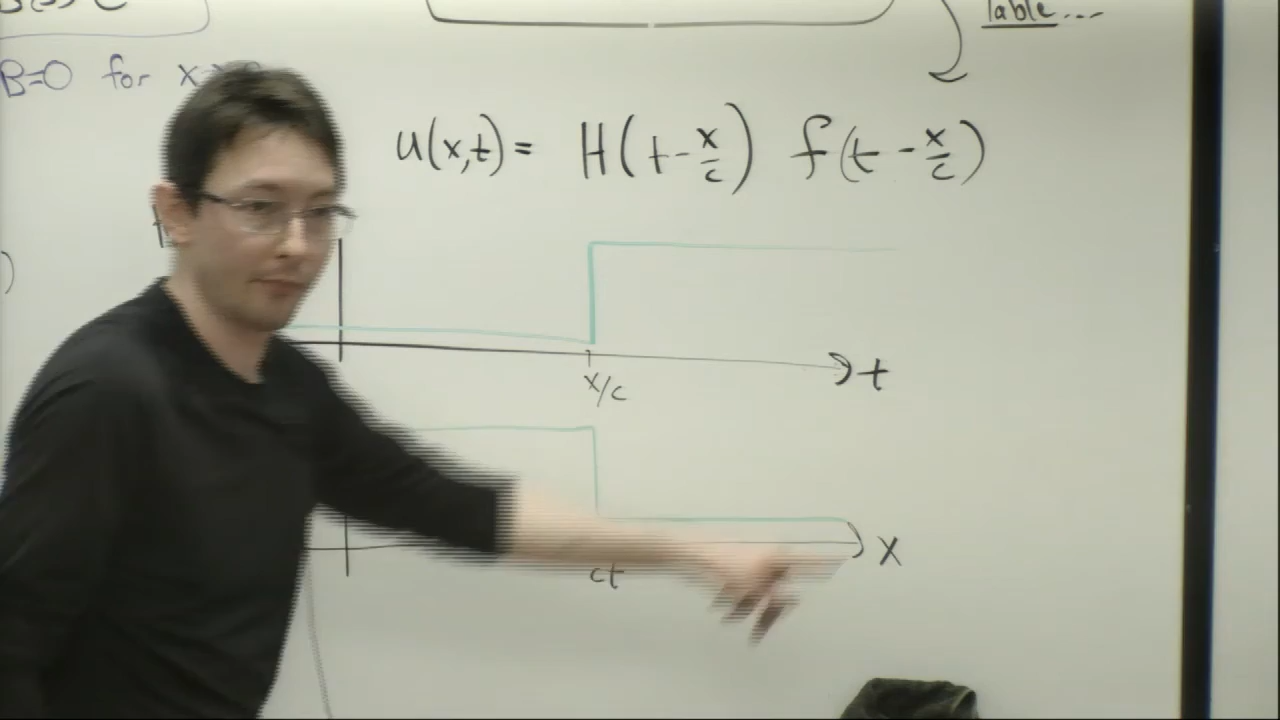 Table...
B=0 for x
u(x,t) = H(t - x/c) f(t - x/c)
t
x/c
x
ct